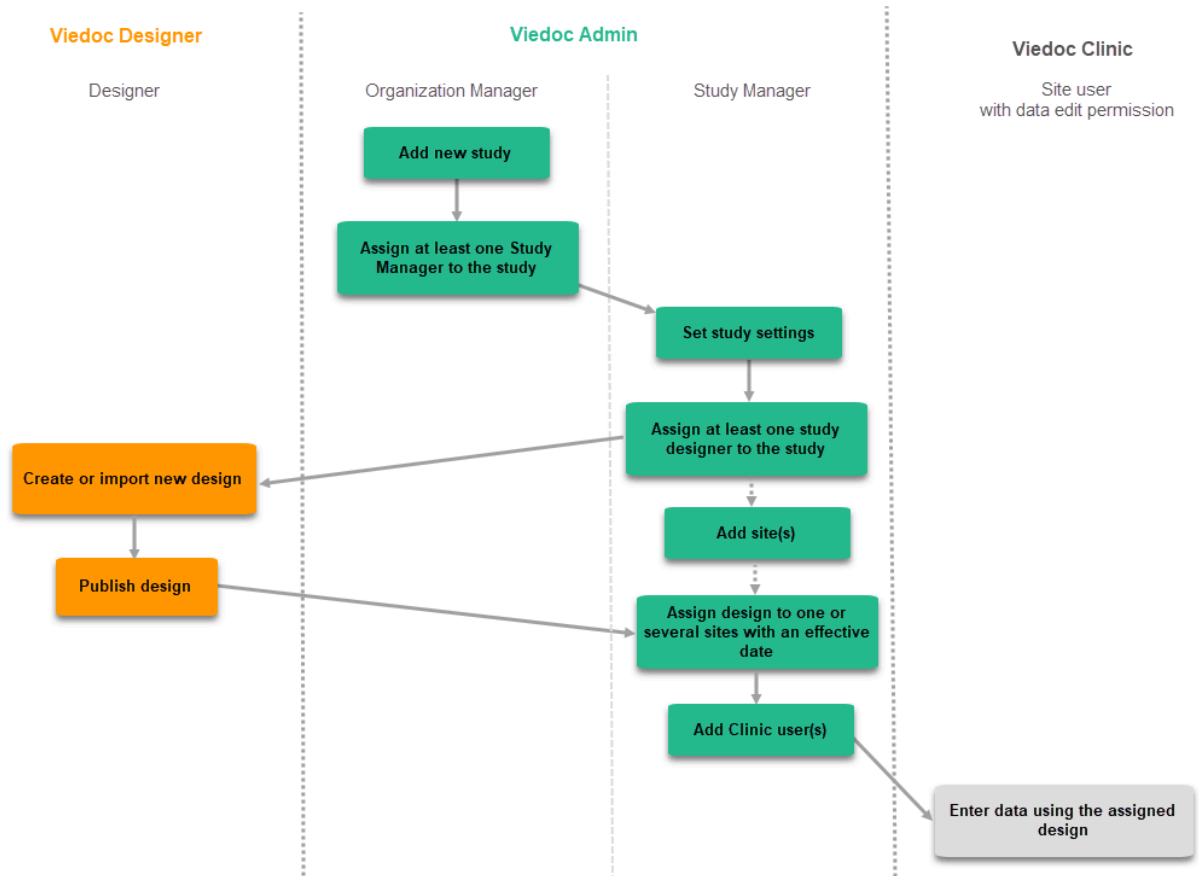 Viedoc Designer
Viedoc Admin
Viedoc Clinic
Designer
Organization Manager
Study Manager
Site user
with data edit permission
Add new study
Assign at least one Study
Manager to the study
Set study settings
Assign at least one study
designer to the study
Create or import new design
Add site(s)
Publish design
Assign design to one or
several sites with an effective
date
Add Clinic user(s)
Enter data using the assigned
design